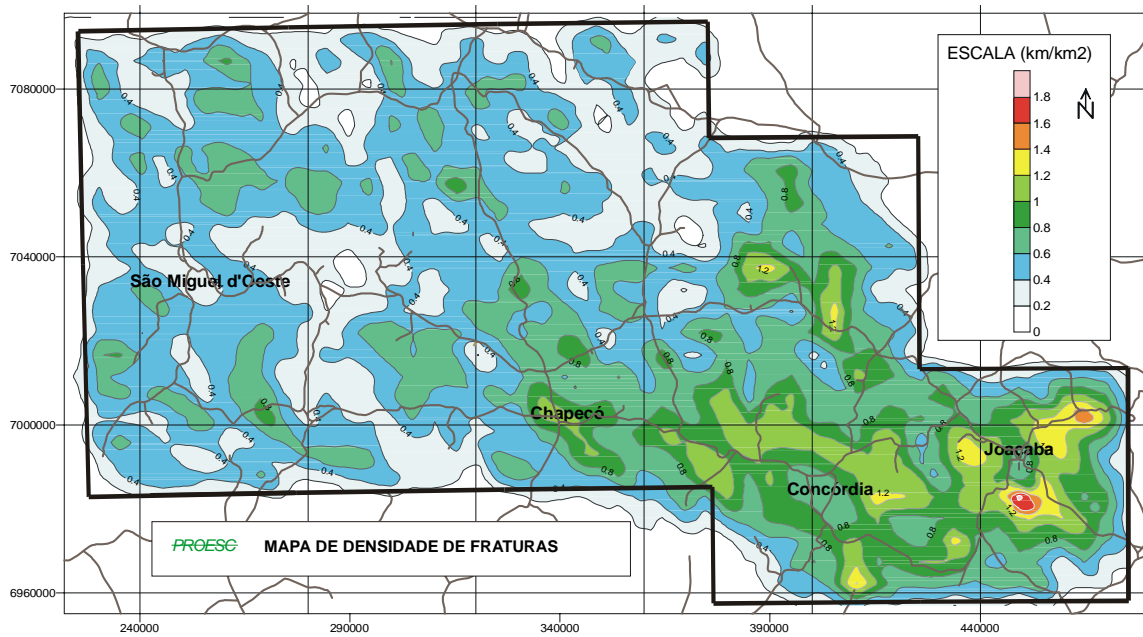 ESCALA (km/km2)
1.8
1.6
1.4
1.2
1
0.8
0.6
0.4
0.2
0
N
7080000
7040000
7000000
6960000
São Miguel d'Oeste
Chapecó
Joaçaba
Concórdia
1.2
PROESC MAPA DE DENSIDADE DE FRATURAS
240000 290000 340000 390000 440000